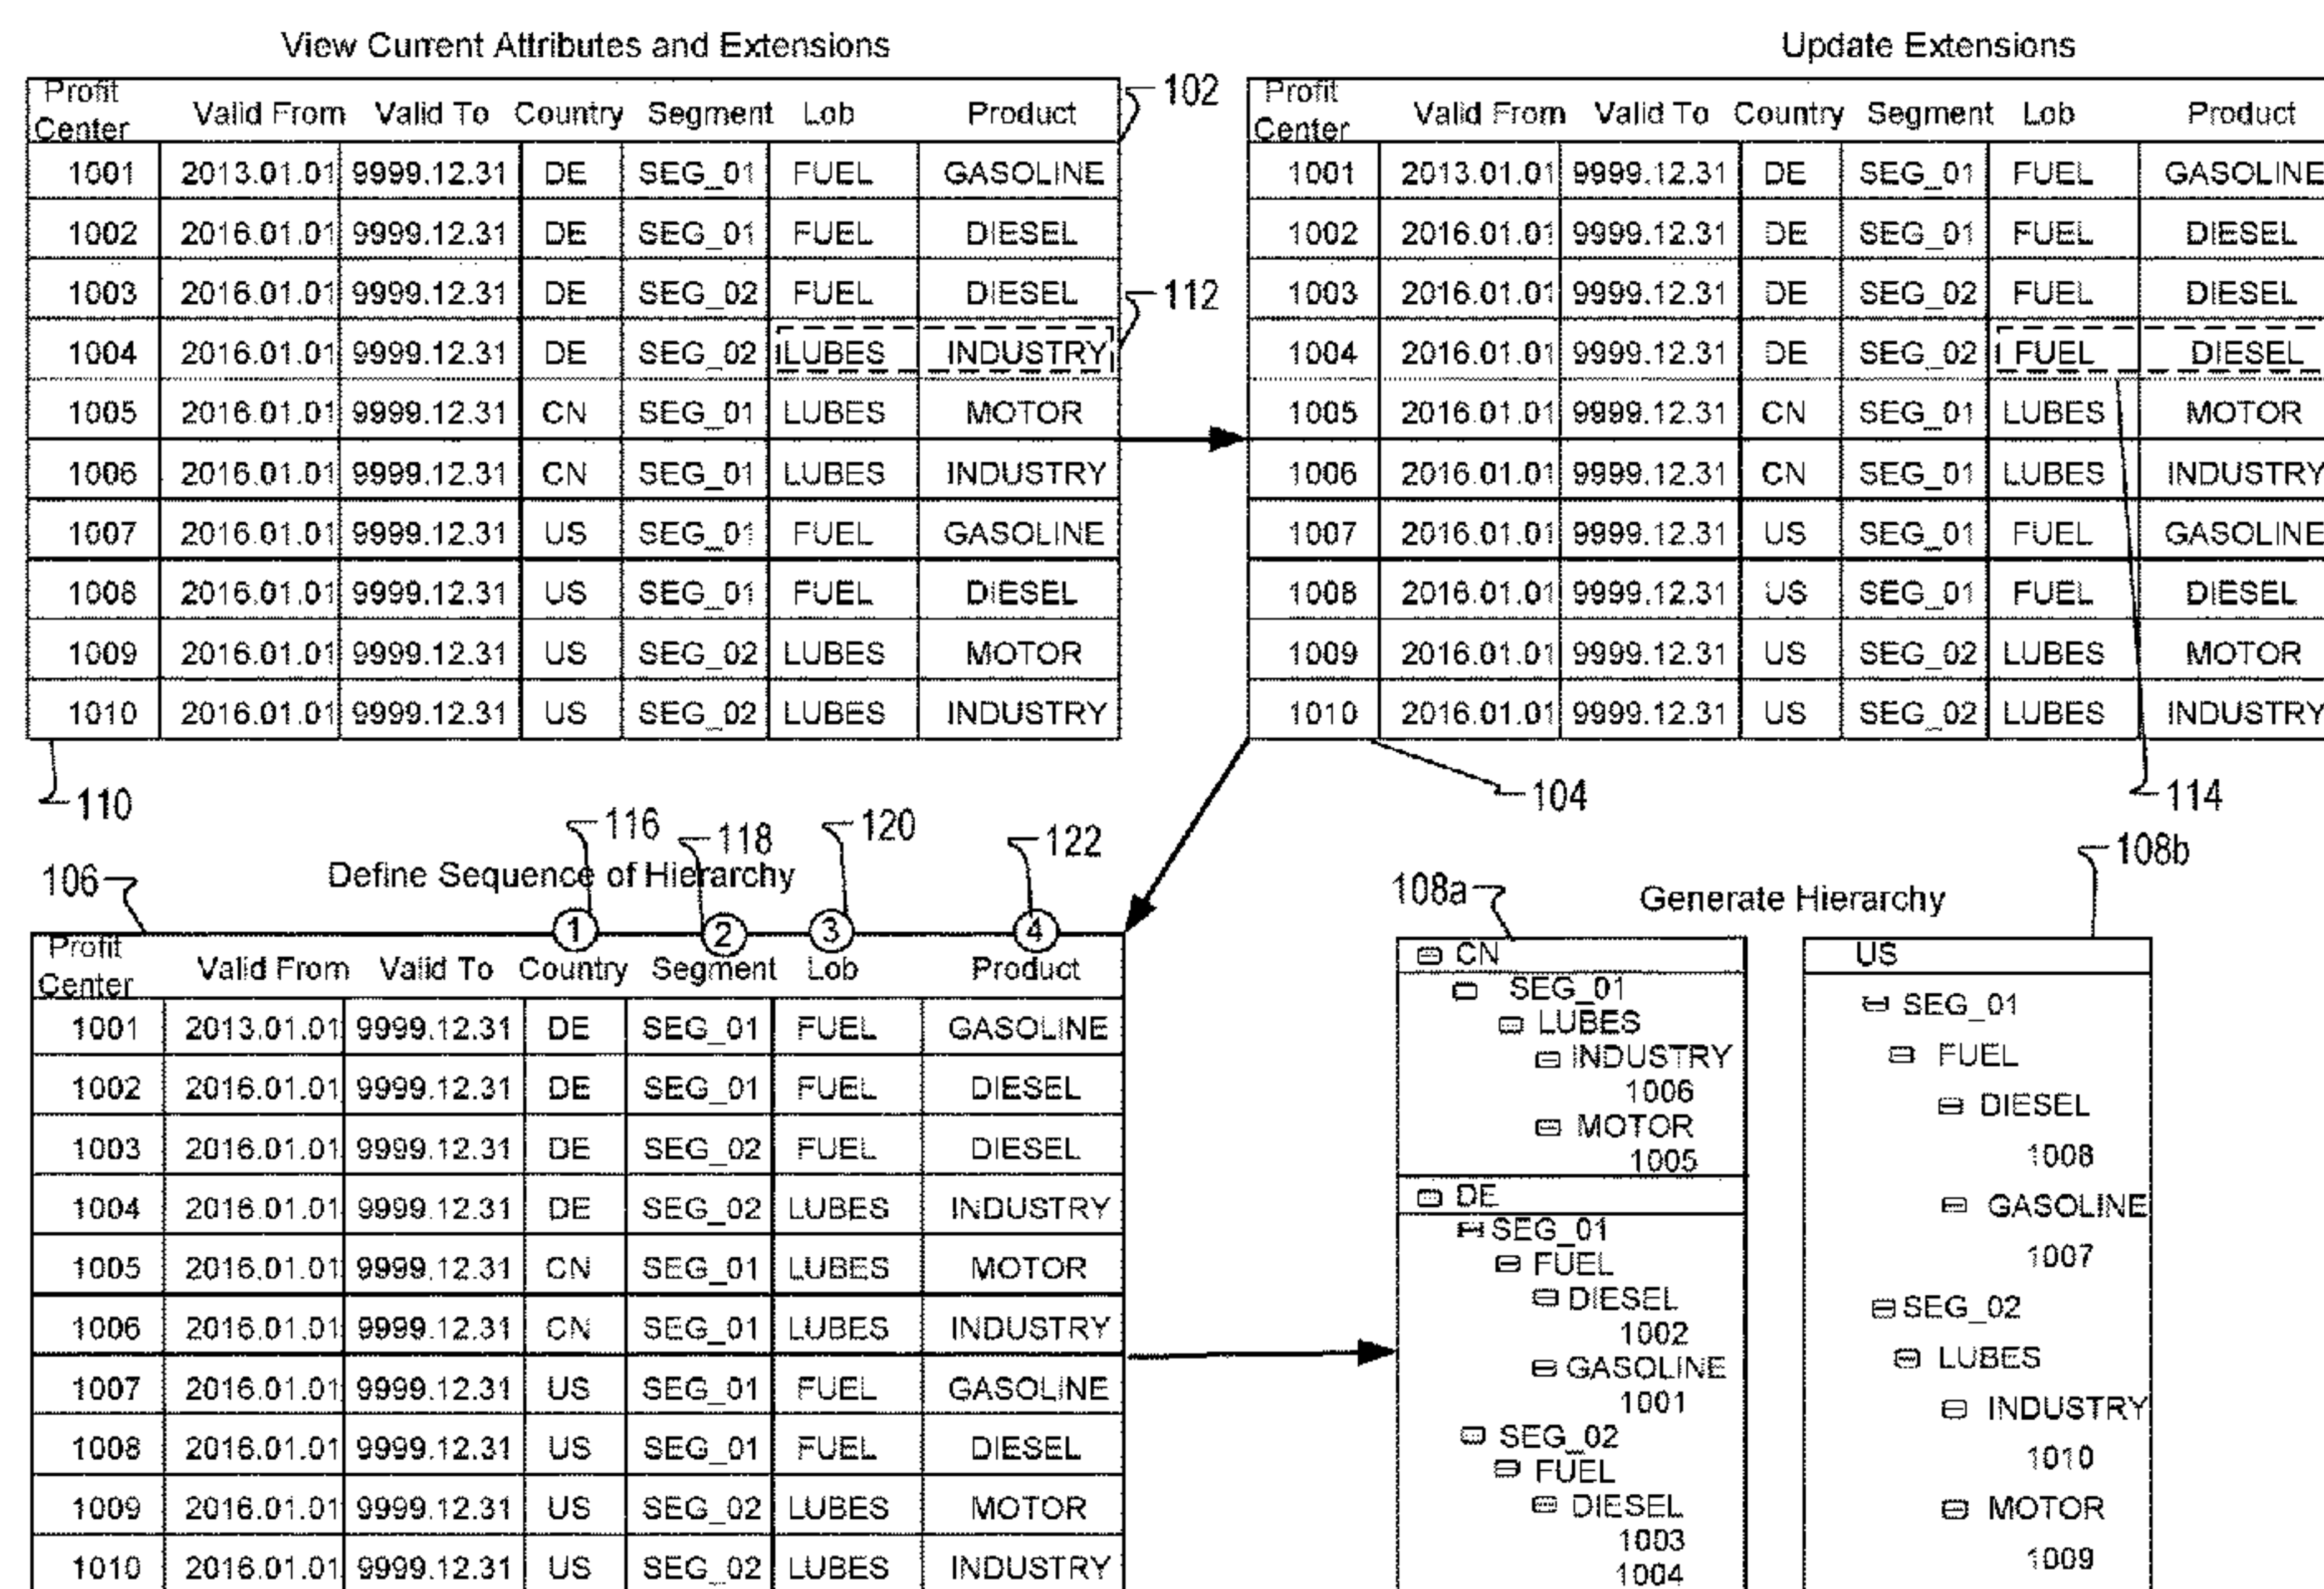 View Current Attributes and Extensions
Profit Center Valid From Valid To Country Segment Lob Product
1001 2013.01.01 9999.12.31 DE SEG_01 FUEL GASOLINE
1002 2016.01.01 9999.12.31 DE SEG_01 FUEL DIESEL
1003 2016.01.01 9999.12.31 DE SEG_02 FUEL DIESEL
1004 2016.01.01 9999.12.31 DE SEG_02 LUBES INDUSTRY
1005 2016.01.01 9999.12.31 CN SEG_01 LUBES MOTOR
1006 2016.01.01 9999.12.31 CN SEG_01 LUBES INDUSTRY
1007 2016.01.01 9999.12.31 US SEG_01 FUEL GASOLINE
1008 2016.01.01 9999.12.31 US SEG_01 FUEL DIESEL
1009 2016.01.01 9999.12.31 US SEG_02 LUBES MOTOR
1010 2016.01.01 9999.12.31 US SEG_02 LUBES INDUSTRY
102
112
110
Update Extensions
Profit Center Valid From Valid To Country Segment Lob Product
1001 2013.01.01 9999.12.31 DE SEG_01 FUEL GASOLINE
1002 2016.01.01 9999.12.31 DE SEG_01 FUEL DIESEL
1003 2016.01.01 9999.12.31 DE SEG_02 FUEL DIESEL
1004 2016.01.01 9999.12.31 DE SEG_02 FUEL DIESEL
1005 2016.01.01 9999.12.31 CN SEG_01 LUBES MOTOR
1006 2016.01.01 9999.12.31 CN SEG_01 LUBES INDUSTRY
1007 2016.01.01 9999.12.31 US SEG_01 FUEL GASOLINE
1008 2016.01.01 9999.12.31 US SEG_01 FUEL DIESEL
1009 2016.01.01 9999.12.31 US SEG_02 LUBES MOTOR
1010 2016.01.01 9999.12.31 US SEG_02 LUBES INDUSTRY
104
114
116
118
120
122
106
Define Sequence of Hierarchy
1 2 3 4
Profit Center Valid From Valid To Country Segment Lob Product
1001 2013.01.01 9999.12.31 DE SEG_01 FUEL GASOLINE
1002 2016.01.01 9999.12.31 DE SEG_01 FUEL DIESEL
1003 2016.01.01 9999.12.31 DE SEG_02 FUEL DIESEL
1004 2016.01.01 9999.12.31 DE SEG_02 LUBES INDUSTRY
1005 2016.01.01 9999.12.31 CN SEG_01 LUBES MOTOR
1006 2016.01.01 9999.12.31 CN SEG_01 LUBES INDUSTRY
1007 2016.01.01 9999.12.31 US SEG_01 FUEL GASOLINE
1008 2016.01.01 9999.12.31 US SEG_01 FUEL DIESEL
1009 2016.01.01 9999.12.31 US SEG_02 LUBES MOTOR
1010 2016.01.01 9999.12.31 US SEG_02 LUBES INDUSTRY
108a
Generate Hierarchy
108b
CN
SEG_01
LUBES
INDUSTRY
1006
MOTOR
1005
DE
SEG_01
FUEL
DIESEL
1002
GASOLINE
1001
SEG_02
FUEL
DIESEL
1003
1004
US
SEG_01
FUEL
DIESEL
1008
GASOLINE
1007
SEG_02
LUBES
INDUSTRY
1010
MOTOR
1009